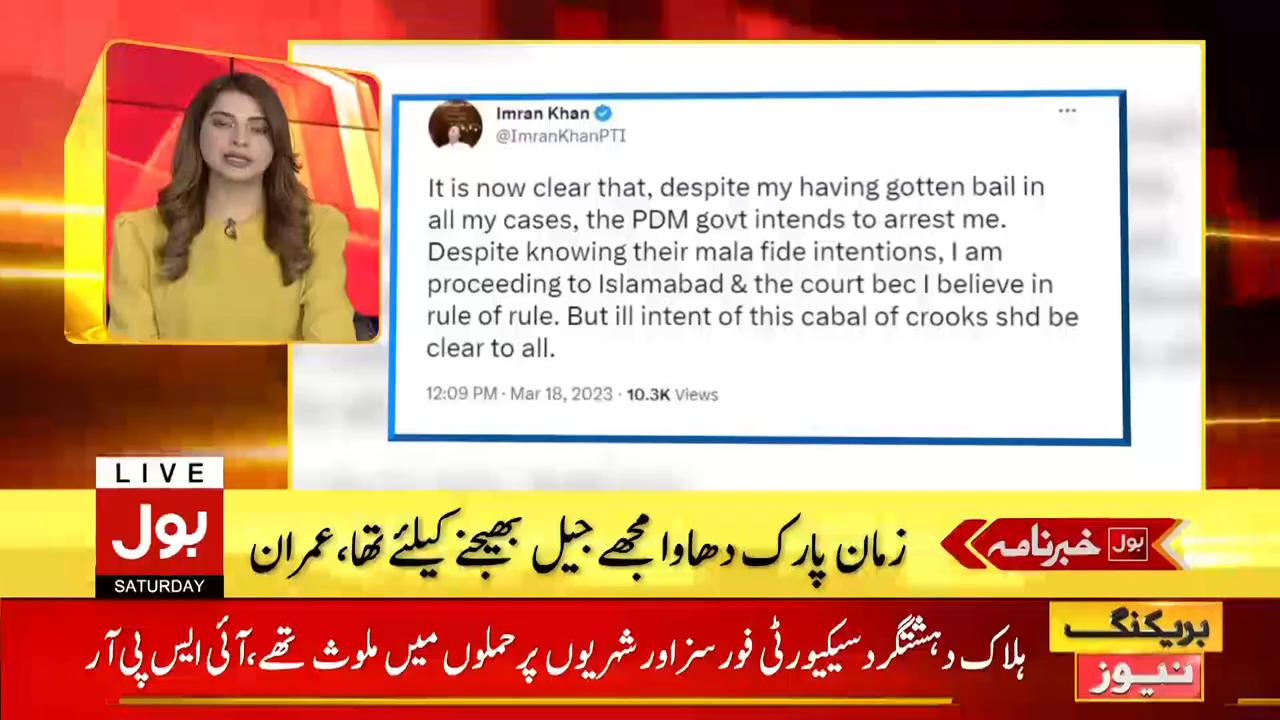 Imran Khan
@ImranKhanPTI
It is now clear that, despite my having gotten bail in
all my cases, the PDM govt intends to arrest me.
Despite knowing their mala fide intentions, I am
proceeding to Islamabad & the court bec I believe in
rule of rule. But ill intent of this cabal of crooks shd be
clear to all.
12:09 PM · Mar 18, 2023 · 10.3K Views
LIVE
بول
SATURDAY
بول خبرنامہ
زمان پارک دھاوا مجھے جیل بھیجنے کیلئے تھا،عمران
بریکنگ
نیوز
ہلاک دہشتگرد سیکیورٹی فورسز اور شہریوں پر حملوں میں ملوث تھے،آئی ایس پی آر